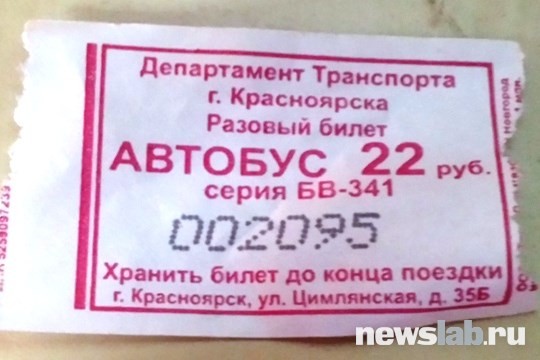 Департамент Транспорта
г. Красноярска
Разовый билет
АВТОБУС 22 руб.
серия БВ-341
002095
Хранить билет до конца поездки
г. Красноярск, ул. Цимлянская, д. 35Б
Новгород
newslab.ru